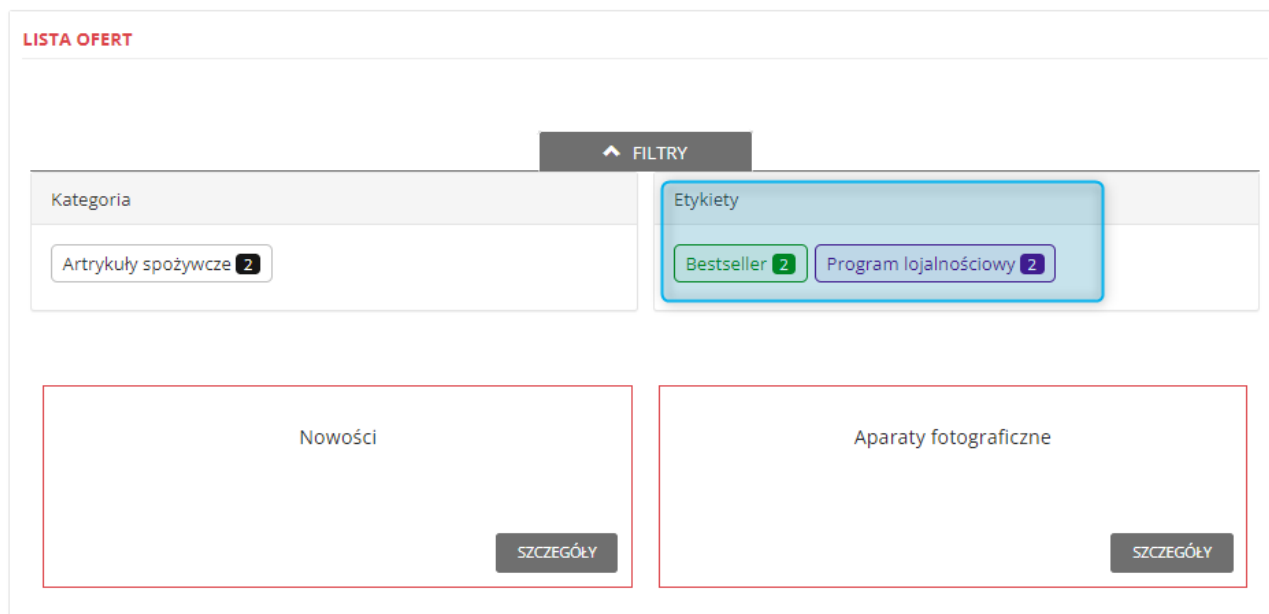 LISTA OFERT
FILTRY
Kategoria
Artrykuły spożywcze 2
Etykiety
Bestseller 2 Program lojalnościowy 2
Nowości
SZCZEGÓŁY
Aparaty fotograficzne
SZCZEGÓŁY